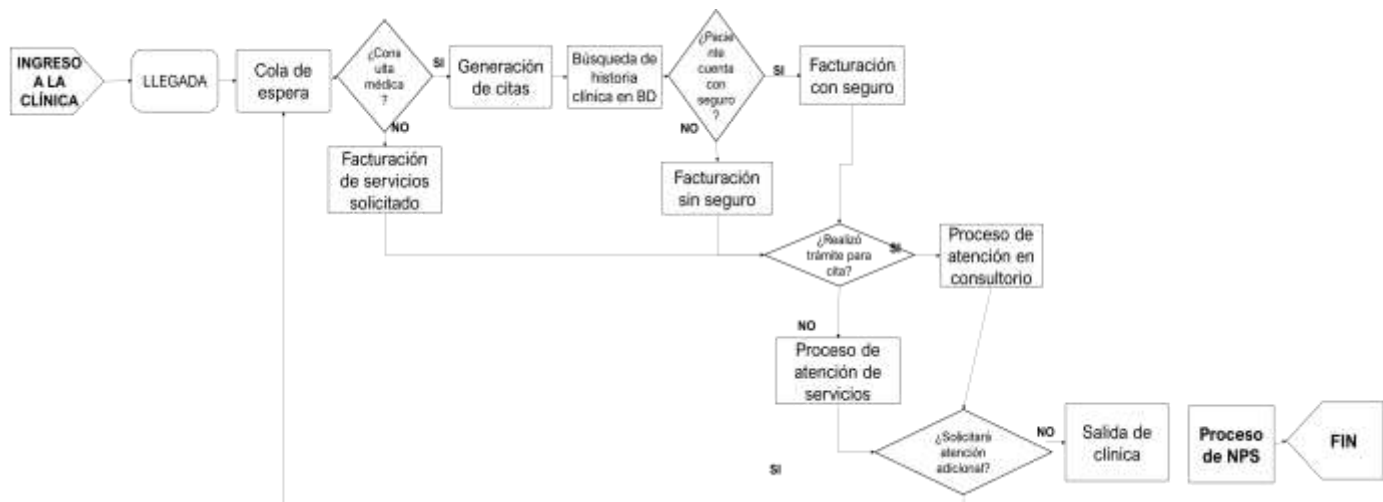 INGRESO
A LA
CLÍNICA
LLEGADA
Cola de
espera
¿Cons
ulta
médica
?
SI
NO
Generación
de citas
Búsqueda de
historia
clínica en BD
¿Pacie
nte
cuenta
con
seguro
?
SI
NO
Facturación
con seguro
Facturación
de servicios
solicitado
Facturación
sin seguro
¿Realizó
trámite para
cita?
SI
NO
Proceso de
atención en
consultorio
Proceso de
atención de
servicios
¿Solicitará
atención
adicional?
NO
SI
Salida de
clínica
Proceso
de NPS
FIN